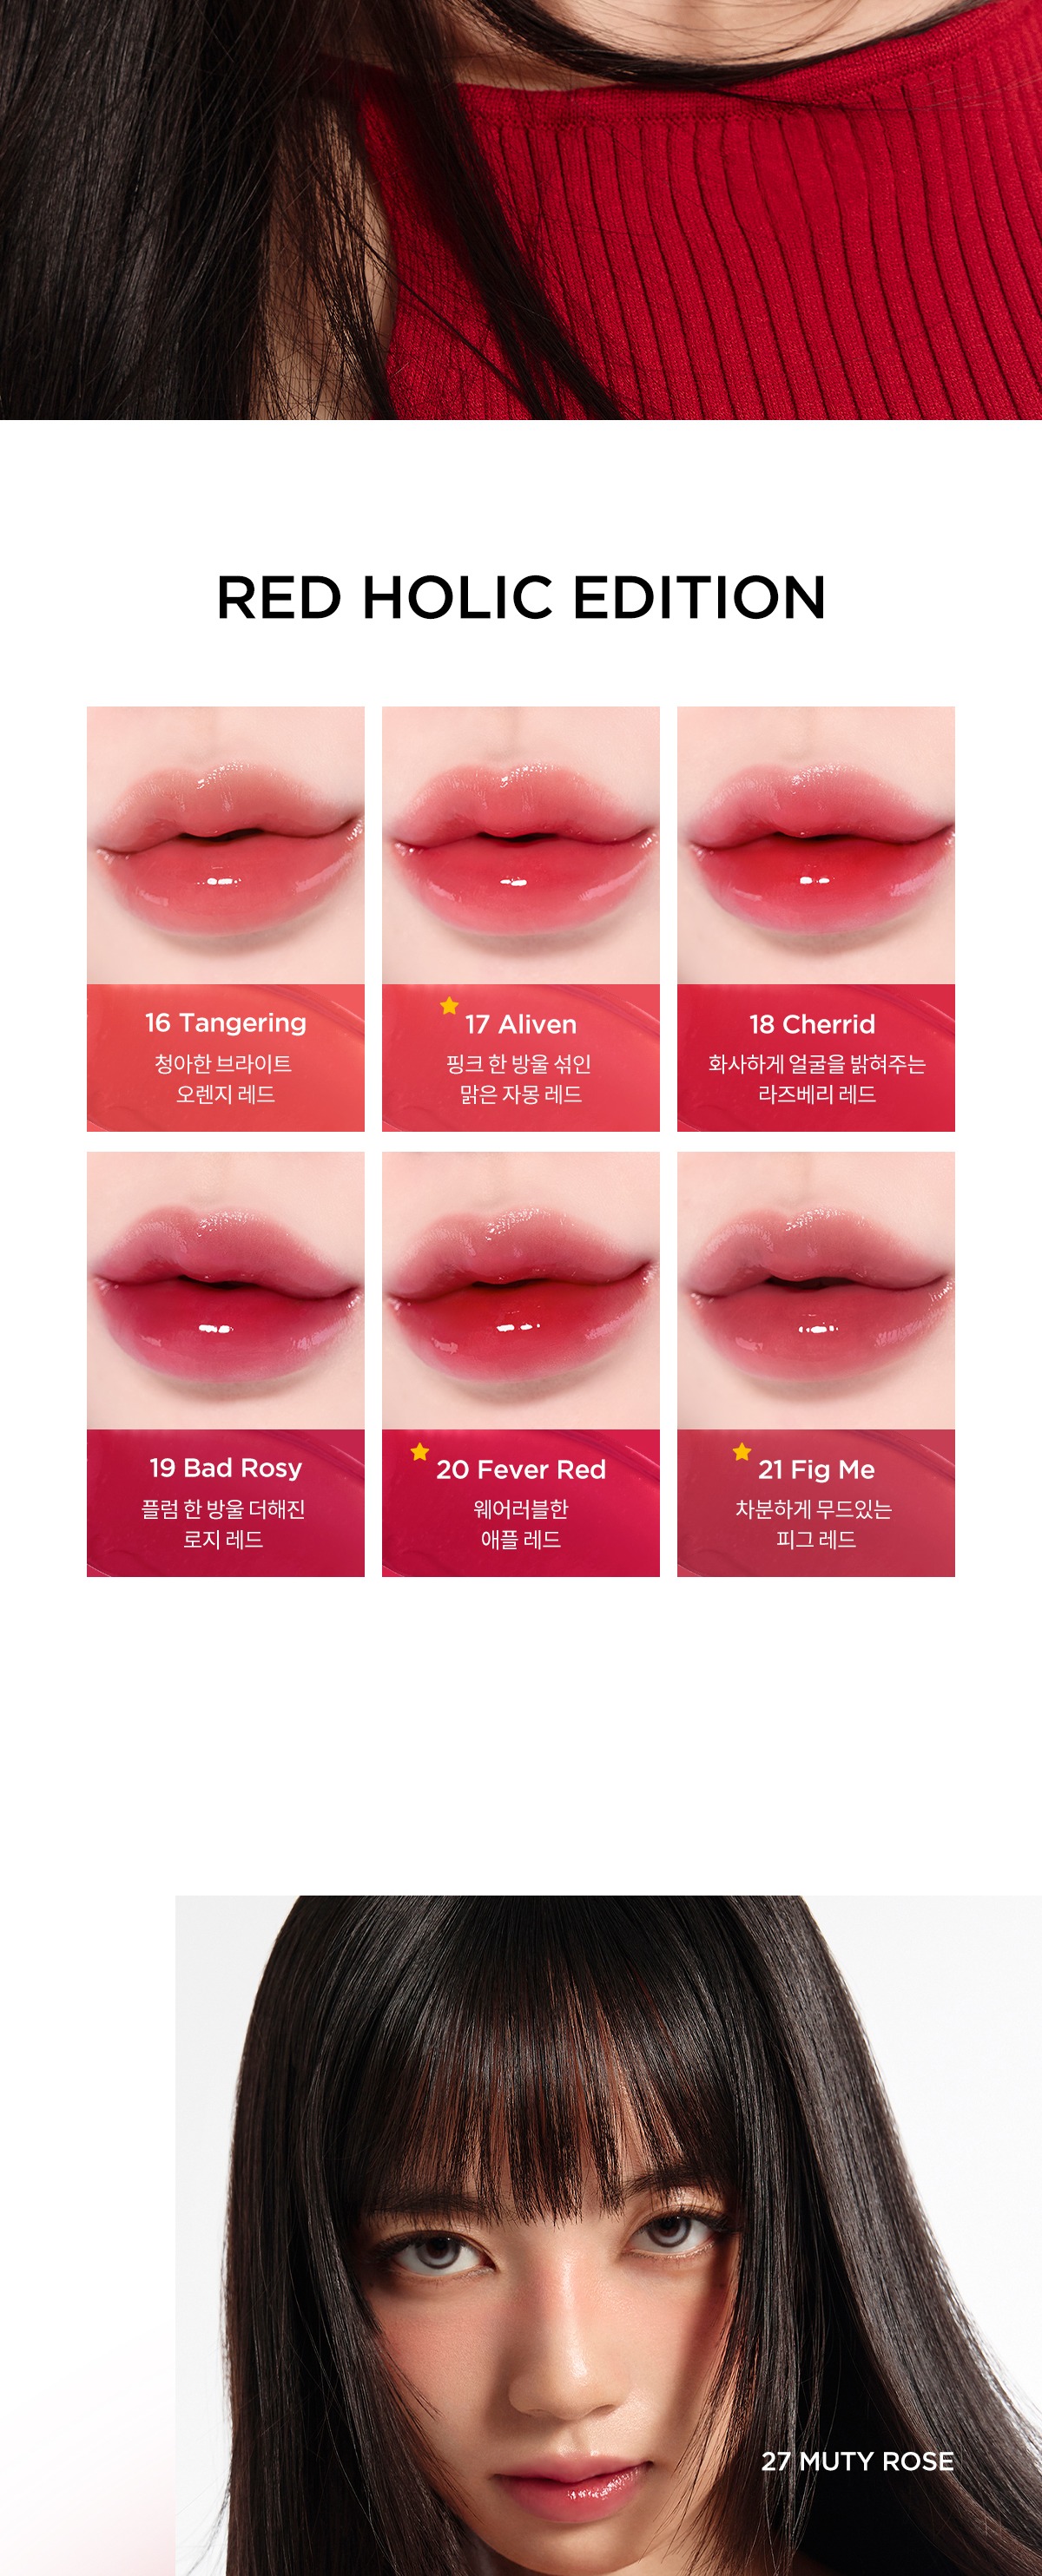 RED HOLIC EDITION
16 Tangering
청아한 브라이트
오렌지 레드
17 Aliven
핑크 한 방울 섞인
맑은 자몽 레드
18 Cherrid
화사하게 얼굴을 밝혀주는
라즈베리 레드
19 Bad Rosy
플럼 한 방울 더해진
로지 레드
20 Fever Red
웨어러블한
애플 레드
21 Fig Me
차분하게 무드있는
피그 레드
27 MUTY ROSE